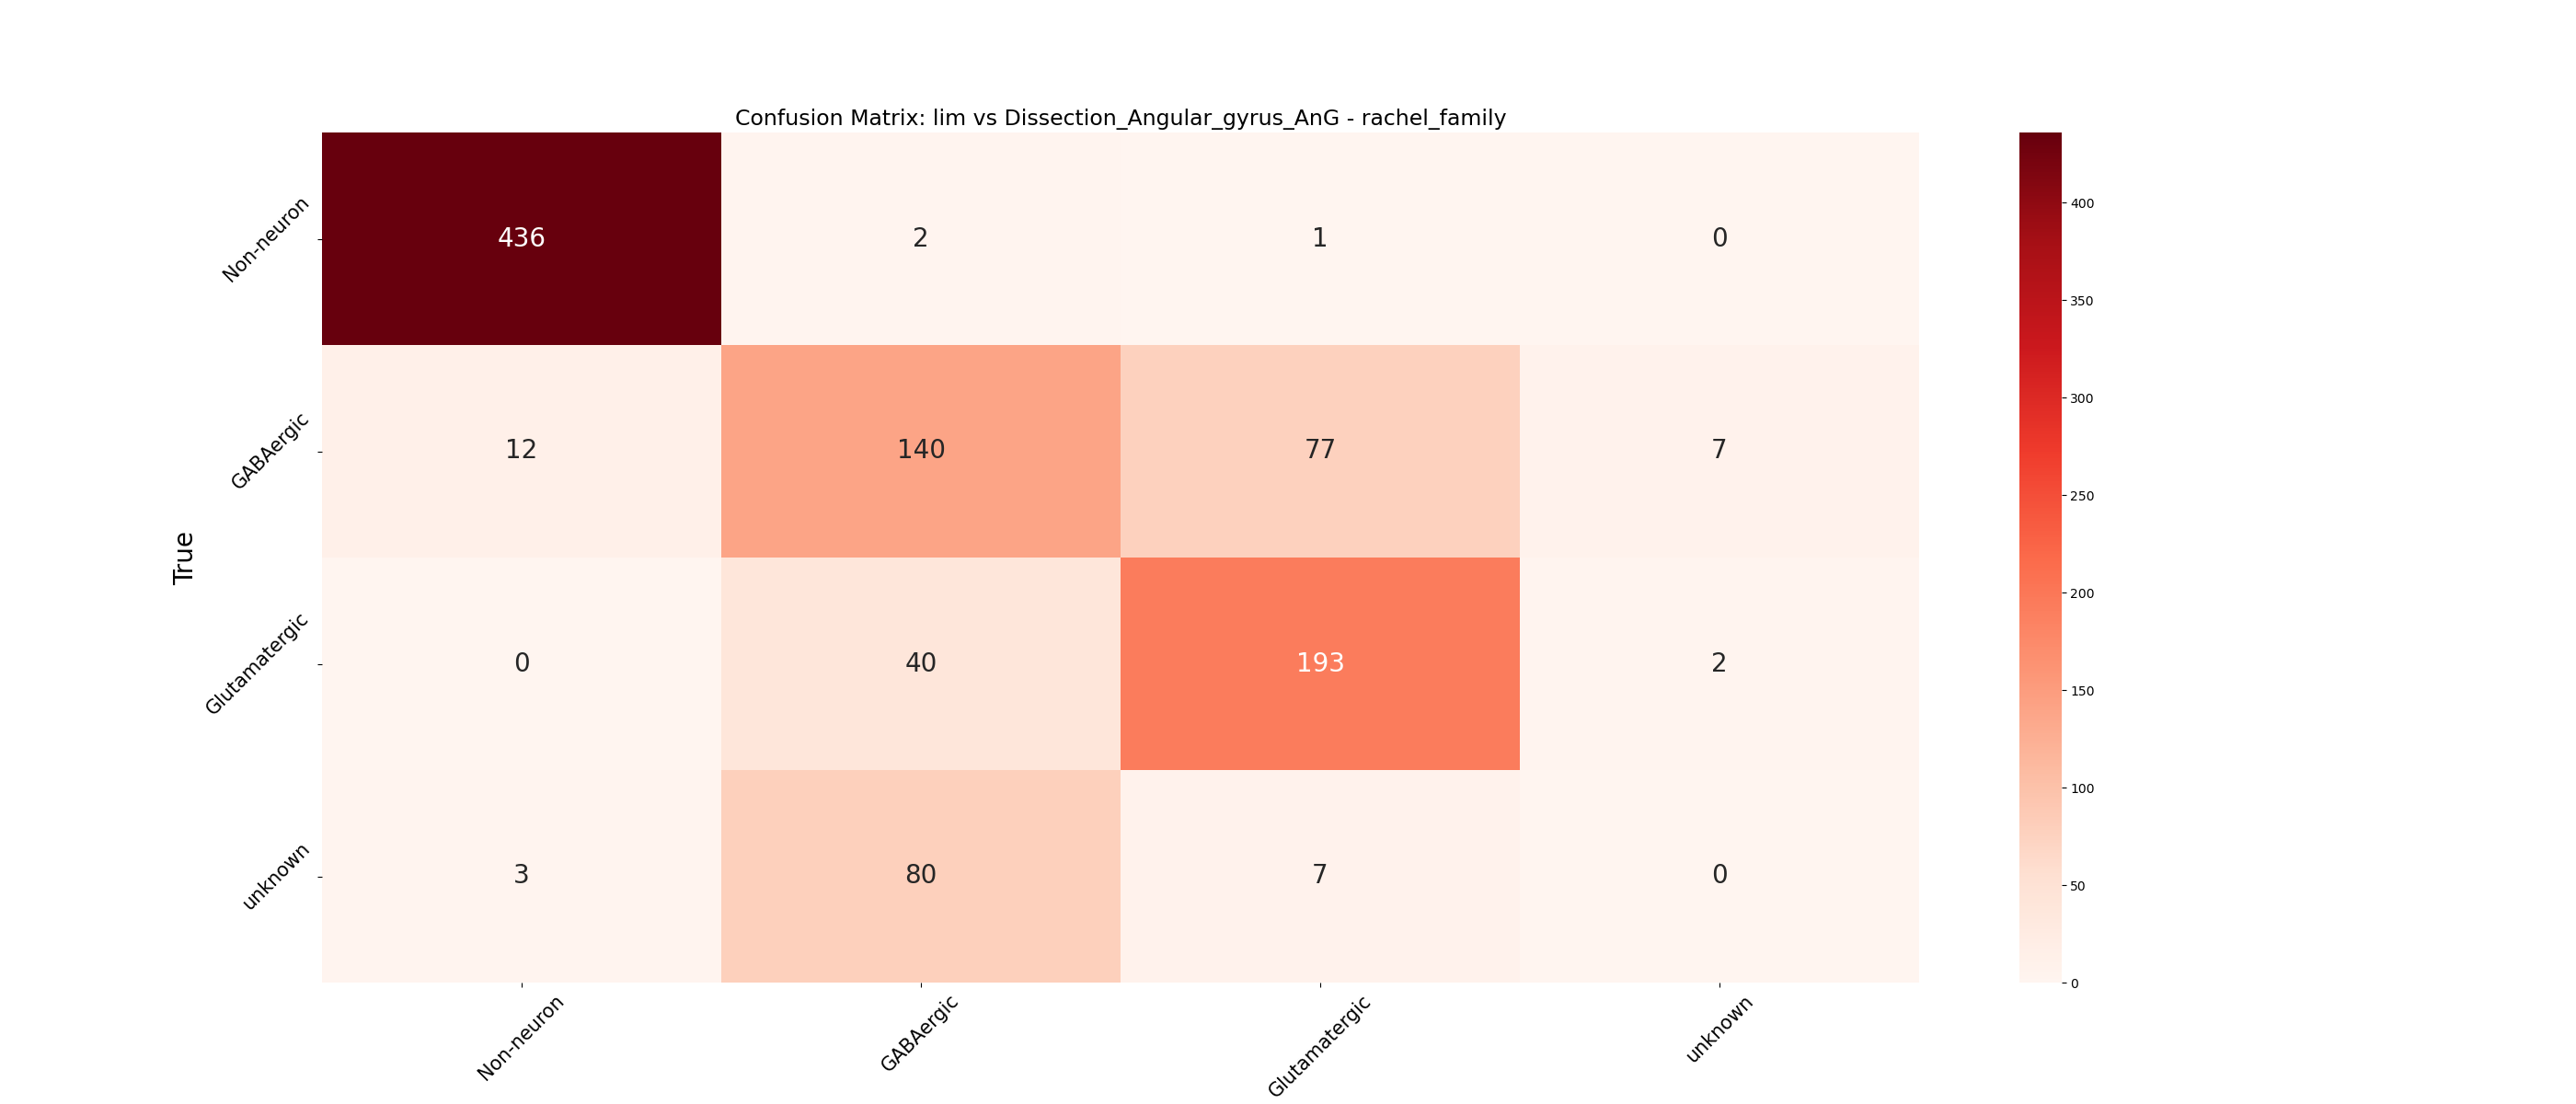 Confusion Matrix: lim vs Dissection_Angular_gyrus_AnG - rachel_family
True
Non-neuron 436 2 1 0
GABAergic 12 140 77 7
Glutamatergic 0 40 193 2
unknown 3 80 7 0
Non-neuron GABAergic Glutamatergic unknown
400
350
300
250
200
150
100
50
0